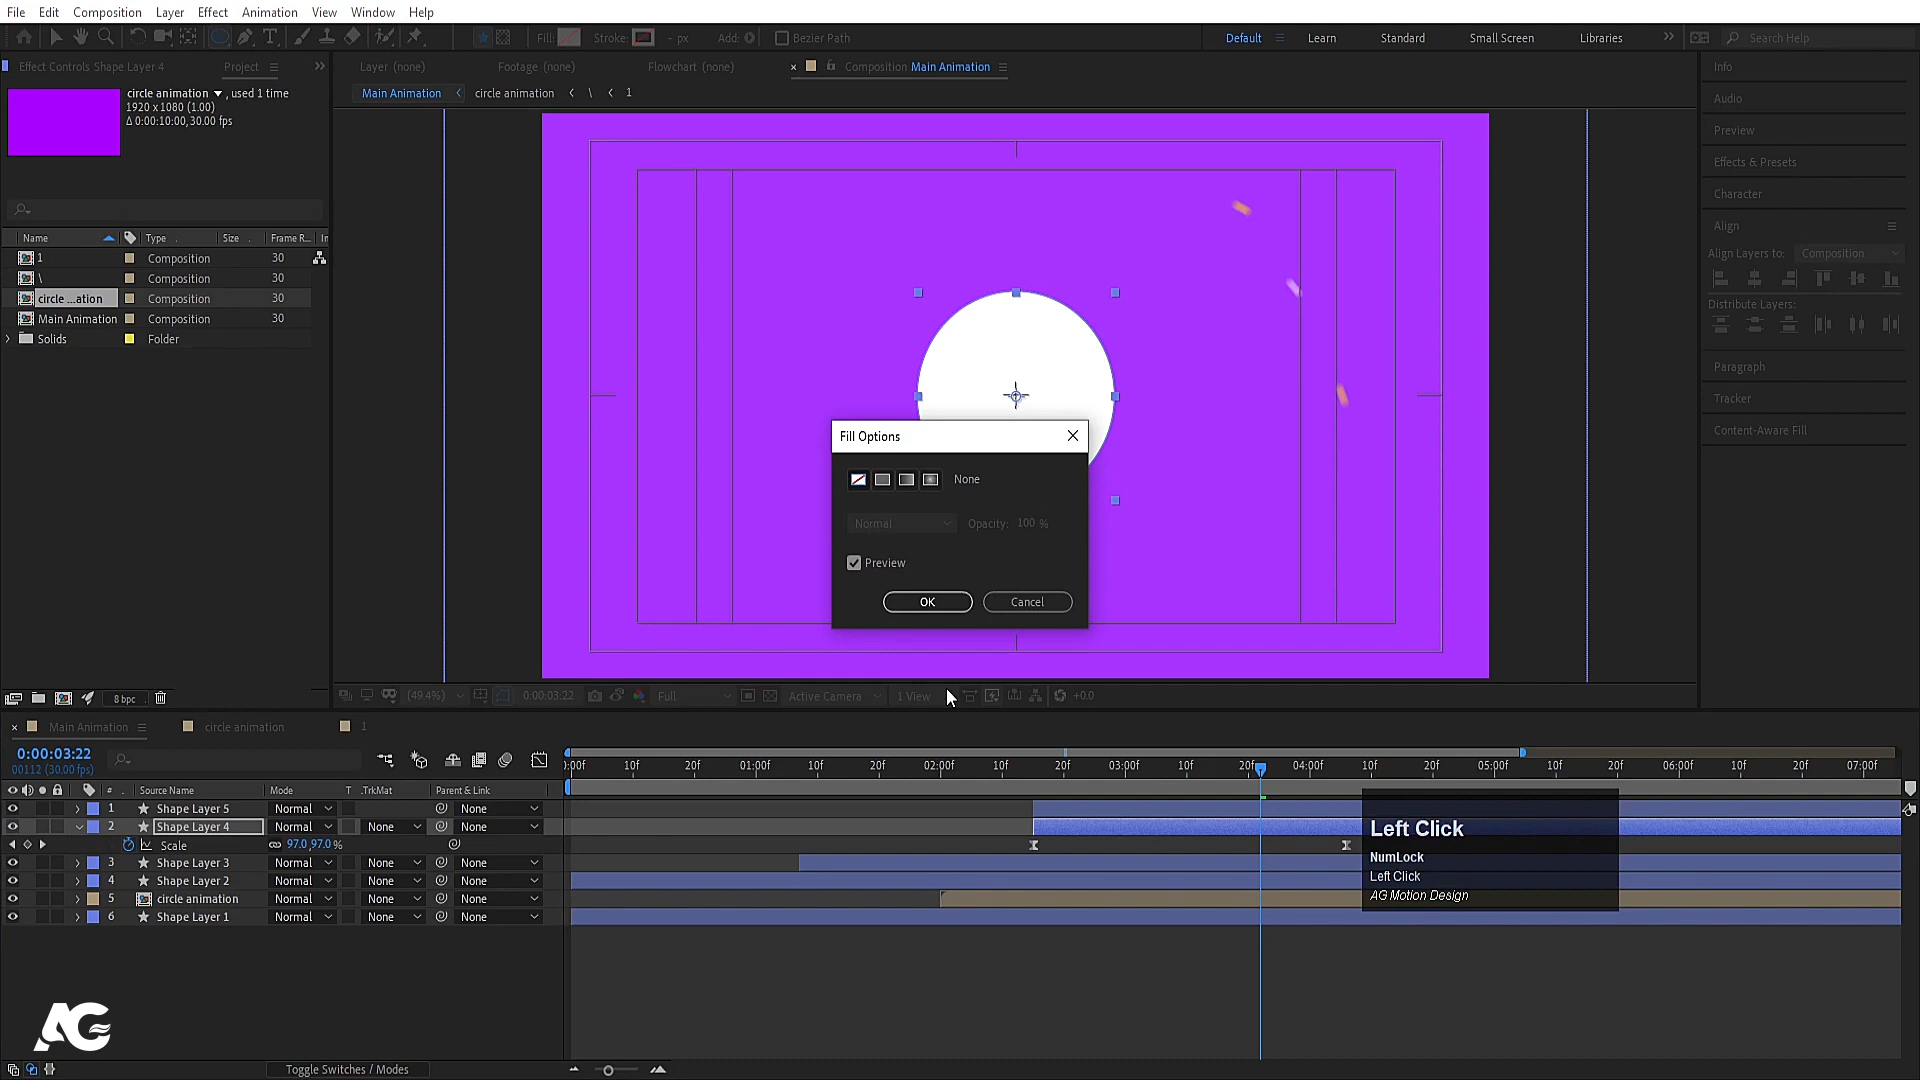 File Edit Composition Layer Effect Animation View Window Help
Fill: Stroke: - px Add: Bezier Path
Default Learn Standard Small Screen Libraries Search Help
Effect Controls Shape Layer 4 Project
Layer (none) Footage (none) Flowchart (none) Composition Main Animation
Main Animation circle animation \ 1
circle animation , used 1 time
1920 x 1080 (1.00)
Δ 0:00:10:00, 30.00 fps
Name Type Size Frame R... In
1 Composition 30
\ Composition 30
circle ...ation Composition 30
Main Animation Composition 30
Solids Folder
Info
Audio
Preview
Effects & Presets
Character
Align
Align Layers to: Composition
Distribute Layers:
Paragraph
Tracker
Content-Aware Fill
Fill Options
None
Normal Opacity: 100 %
Preview
OK Cancel
8 bpc
(49.4%) 0:00:03:22 Full Active Camera 1 View +0.0
Main Animation circle animation 1
0:00:03:22
00112 (30.00 fps)
):00f 10f 20f 01:00f 10f 20f 02:00f 10f 20f 03:00f 10f 20f 04:00f 10f 20f 05:00f 10f 20f 06:00f 10f 20f 07:00f
# Source Name Mode T .TrkMat Parent & Link
1 Shape Layer 5 Normal None
2 Shape Layer 4 Normal None None
Scale 97.0,97.0 %
3 Shape Layer 3 Normal None None
4 Shape Layer 2 Normal None None
5 circle animation Normal None None
6 Shape Layer 1 Normal None None
Left Click
NumLock
Left Click
AG Motion Design
AG
Toggle Switches / Modes